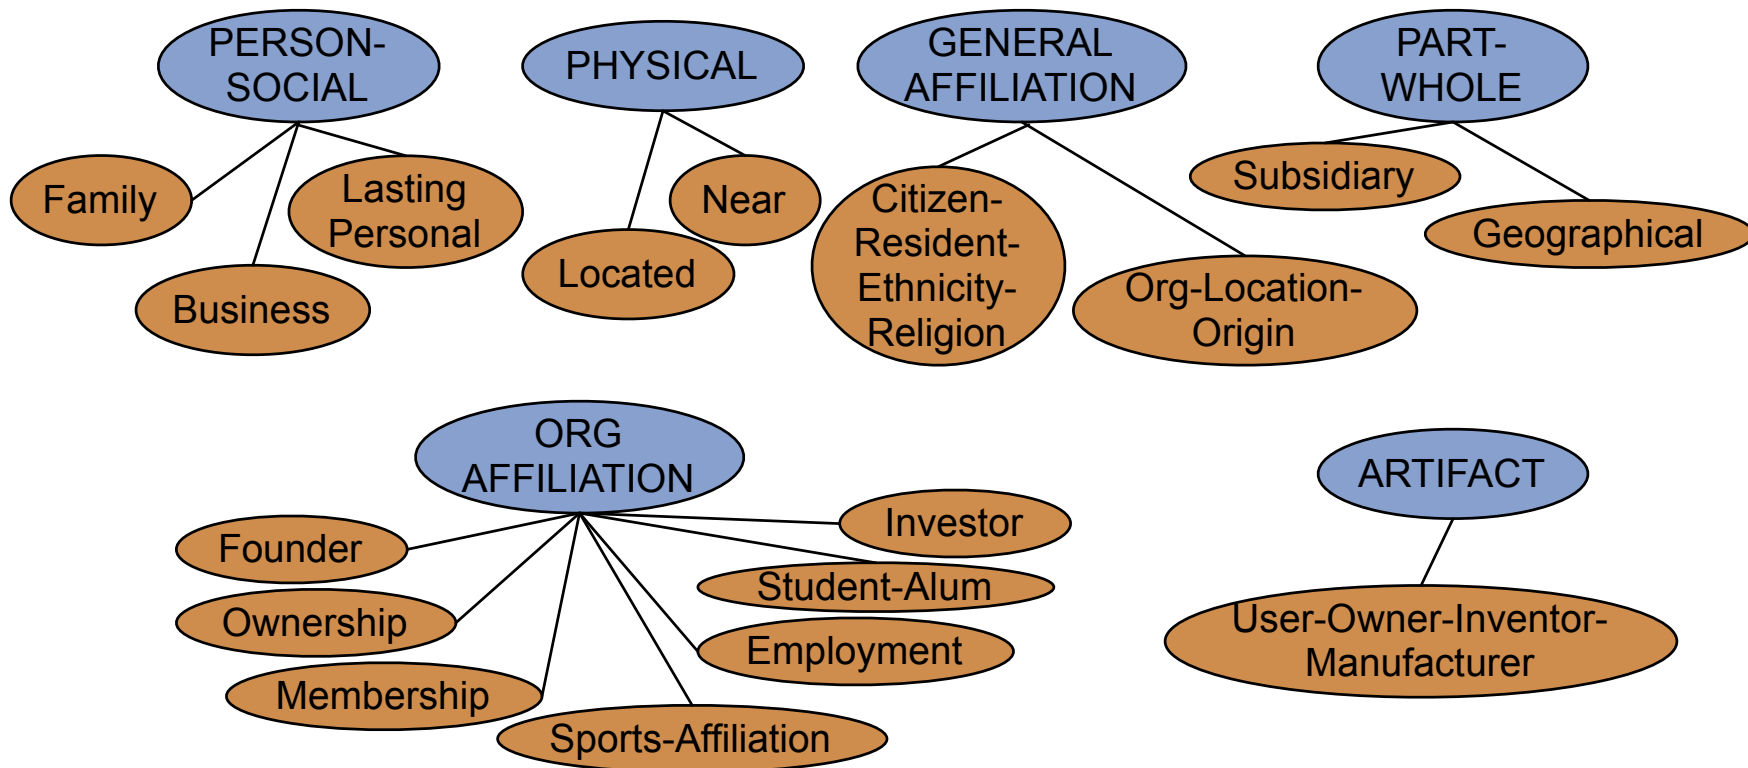 PERSON-
SOCIAL
PHYSICAL
GENERAL
AFFILIATION
PART-
WHOLE
Family
Lasting
Personal
Business
Near
Located
Citizen-
Resident-
Ethnicity-
Religion
Org-Location-
Origin
Subsidiary
Geographical
ORG
AFFILIATION
Founder
Ownership
Membership
Sports-Affiliation
Employment
Student-Alum
Investor
ARTIFACT
User-Owner-Inventor-
Manufacturer